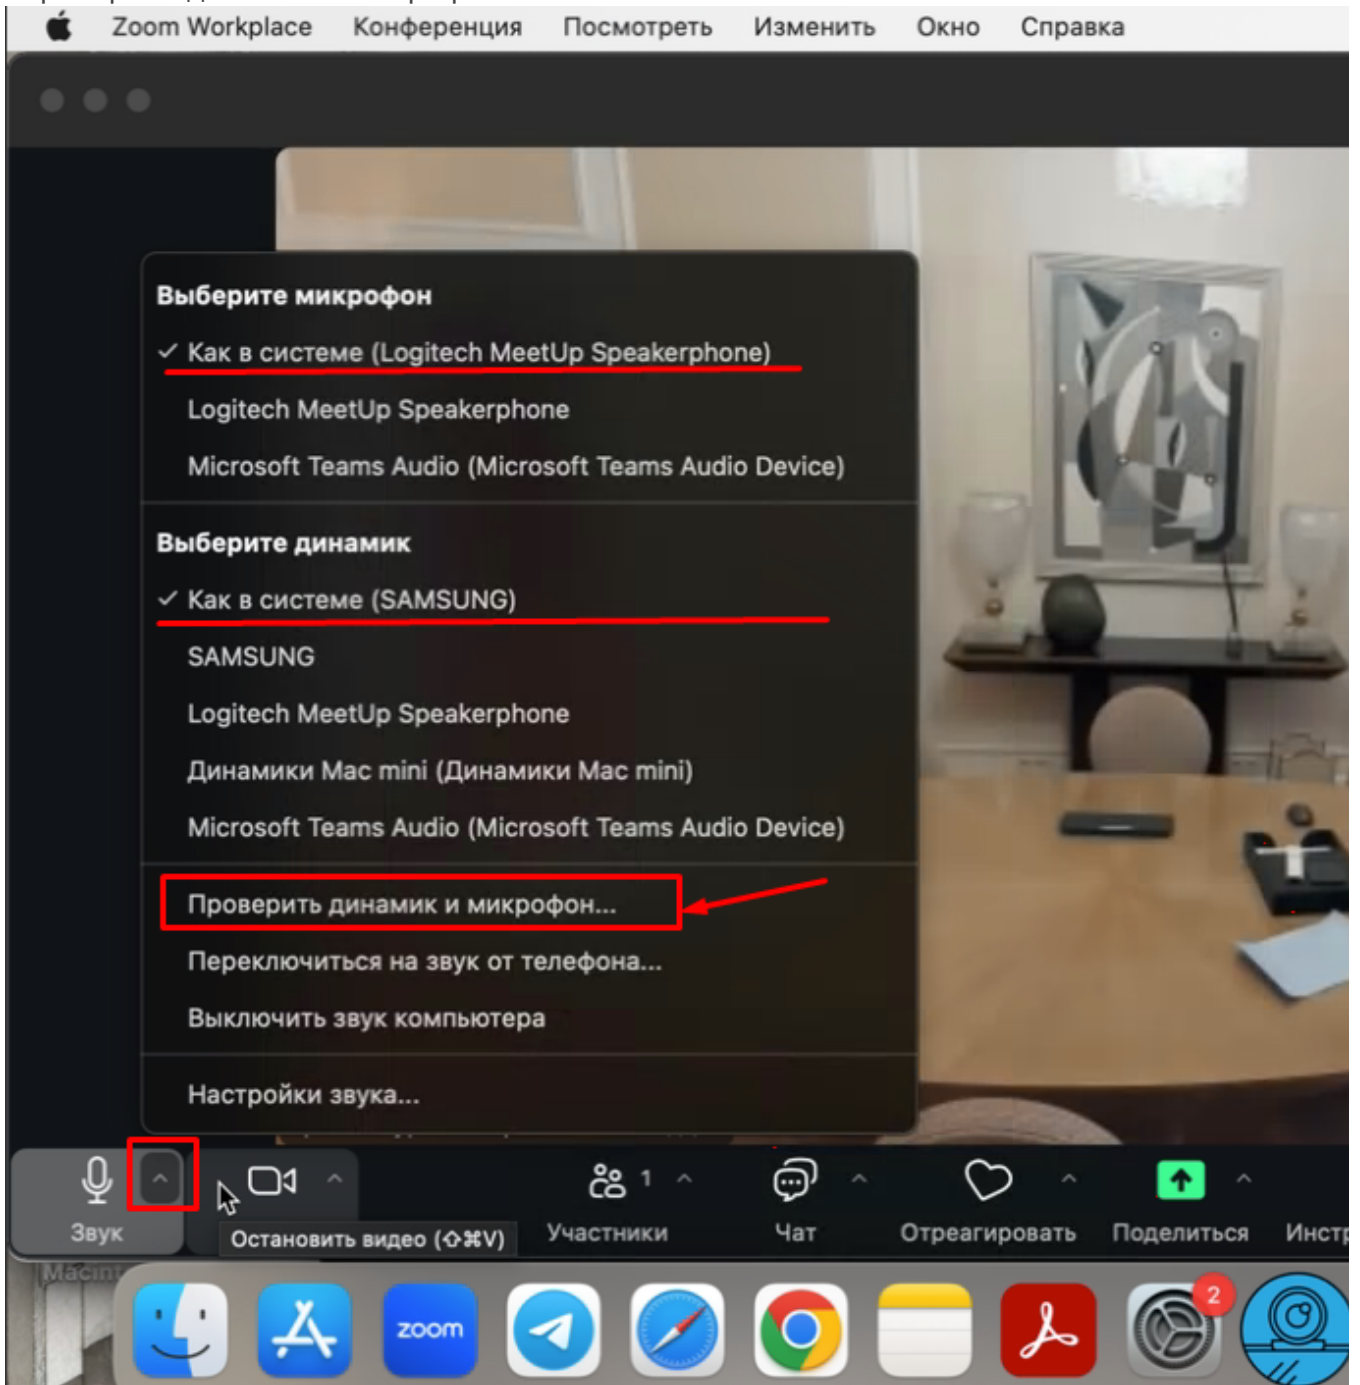 Zoom Workplace Конференция Посмотреть Изменить Окно Справка
Выберите микрофон
✓ Как в системе (Logitech MeetUp Speakerphone)
Logitech MeetUp Speakerphone
Microsoft Teams Audio (Microsoft Teams Audio Device)
Выберите динамик
✓ Как в системе (SAMSUNG)
SAMSUNG
Logitech MeetUp Speakerphone
Динамики Mac mini (Динамики Mac mini)
Microsoft Teams Audio (Microsoft Teams Audio Device)
Проверить динамик и микрофон...
Переключиться на звук от телефона...
Выключить звук компьютера
Настройки звука...
1
Звук Участники Чат Отреагировать Поделиться Инстр
Остановить видео (⇧⌘V)
Macint
2
zoom